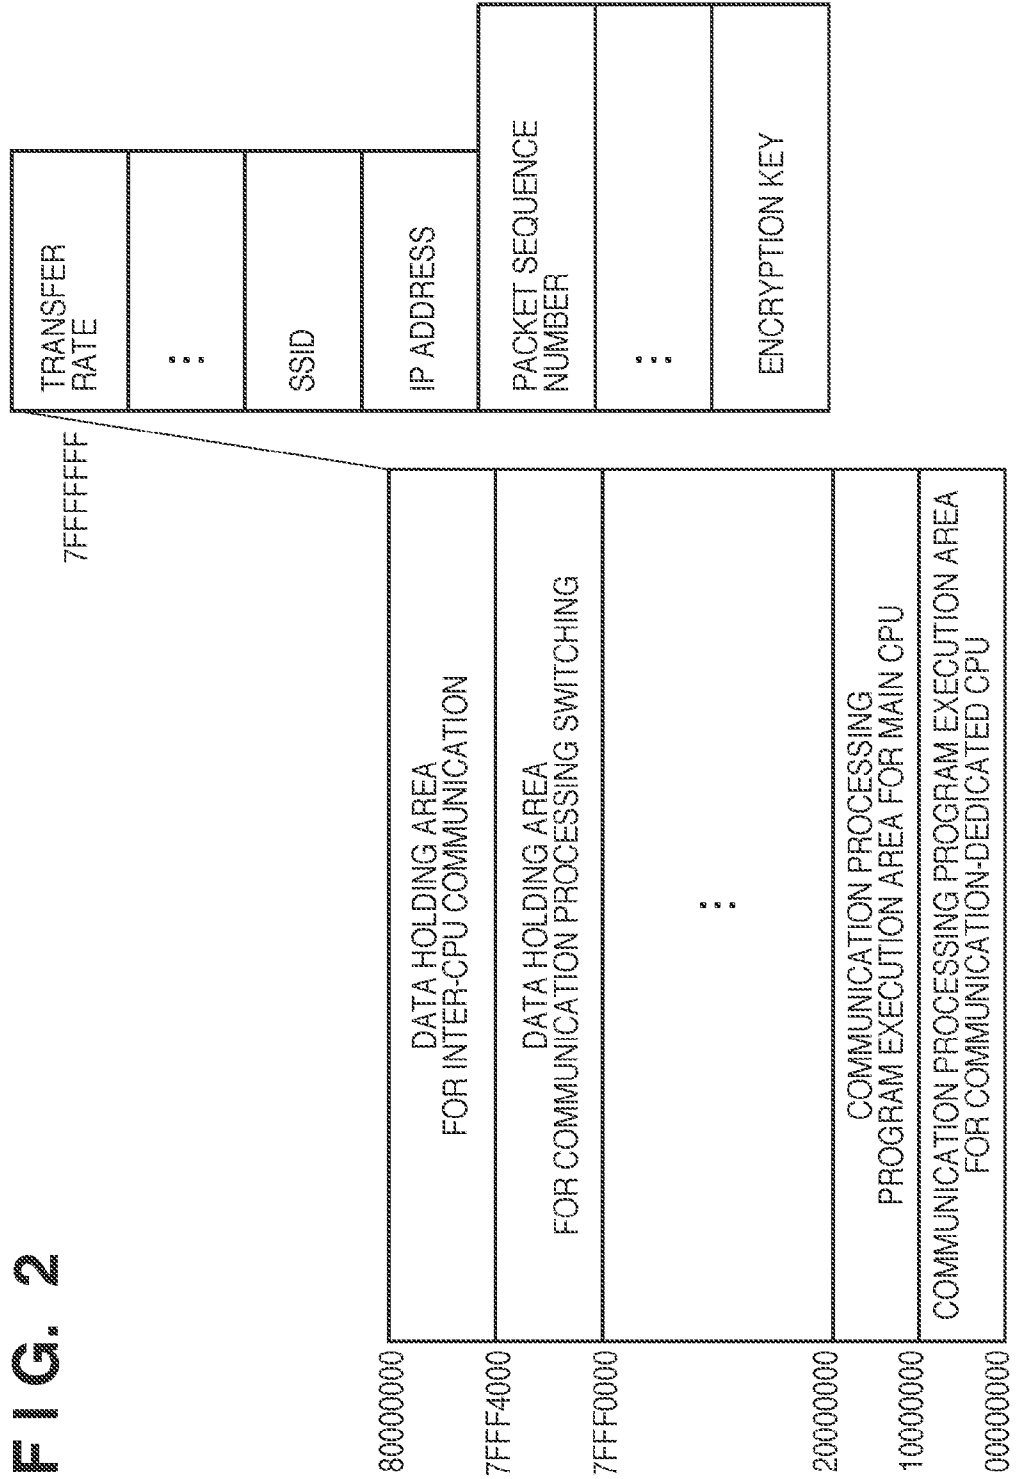 FIG. 2
80000000
DATA HOLDING AREA
FOR INTER-CPU COMMUNICATION
7FFF4000
DATA HOLDING AREA
FOR COMMUNICATION PROCESSING SWITCHING
7FFF0000
...
20000000
COMMUNICATION PROCESSING
PROGRAM EXECUTION AREA FOR MAIN CPU
10000000
COMMUNICATION PROCESSING PROGRAM EXECUTION AREA
FOR COMMUNICATION-DEDICATED CPU
00000000
7FFFFFFF
TRANSFER
RATE
...
SSID
IP ADDRESS
PACKET SEQUENCE
NUMBER
...
ENCRYPTION KEY